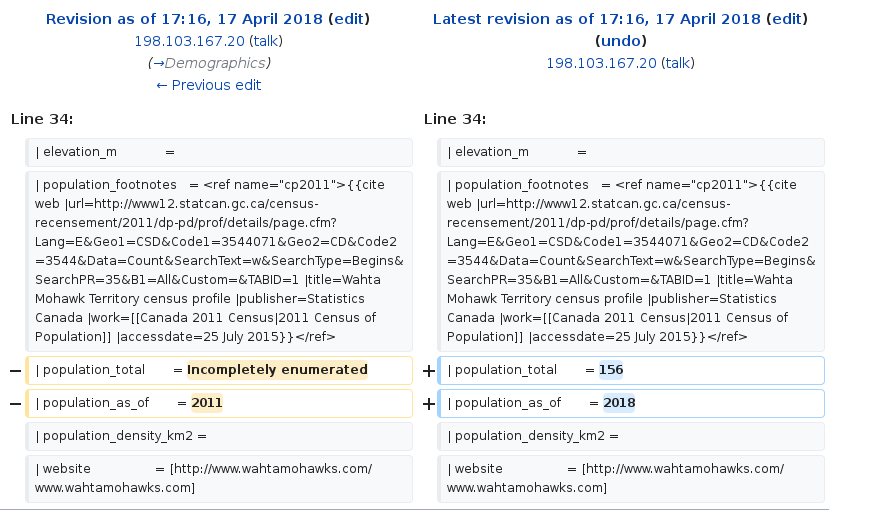 Revision as of 17:16, 17 April 2018 (edit)
198.103.167.20 (talk)
(→Demographics)
← Previous edit
Latest revision as of 17:16, 17 April 2018 (edit)
(undo)
198.103.167.20 (talk)
Line 34:
Line 34:
| elevation_m =
| elevation_m =
| population_footnotes = <ref name="cp2011">{{cite
web |url=http://www12.statcan.gc.ca/census-
recensement/2011/dp-pd/prof/details/page.cfm?
Lang=E&Geo1=CSD&Code1=3544071&Geo2=CD&Code2
=3544&Data=Count&SearchText=w&SearchType=Begins&
SearchPR=35&B1=All&Custom=&TABID=1 |title=Wahta
Mohawk Territory census profile |publisher=Statistics
Canada |work=[[Canada 2011 Census|2011 Census of
Population]] |accessdate=25 July 2015}}</ref>
| population_footnotes = <ref name="cp2011">{{cite
web |url=http://www12.statcan.gc.ca/census-
recensement/2011/dp-pd/prof/details/page.cfm?
Lang=E&Geo1=CSD&Code1=3544071&Geo2=CD&Code2
=3544&Data=Count&SearchText=w&SearchType=Begins&
SearchPR=35&B1=All&Custom=&TABID=1 |title=Wahta
Mohawk Territory census profile |publisher=Statistics
Canada |work=[[Canada 2011 Census|2011 Census of
Population]] |accessdate=25 July 2015}}</ref>
− | population_total = Incompletely enumerated
+ | population_total = 156
− | population_as_of = 2011
+ | population_as_of = 2018
| population_density_km2 =
| population_density_km2 =
| website = [http://www.wahtamohawks.com/
www.wahtamohawks.com]
| website = [http://www.wahtamohawks.com/
www.wahtamohawks.com]